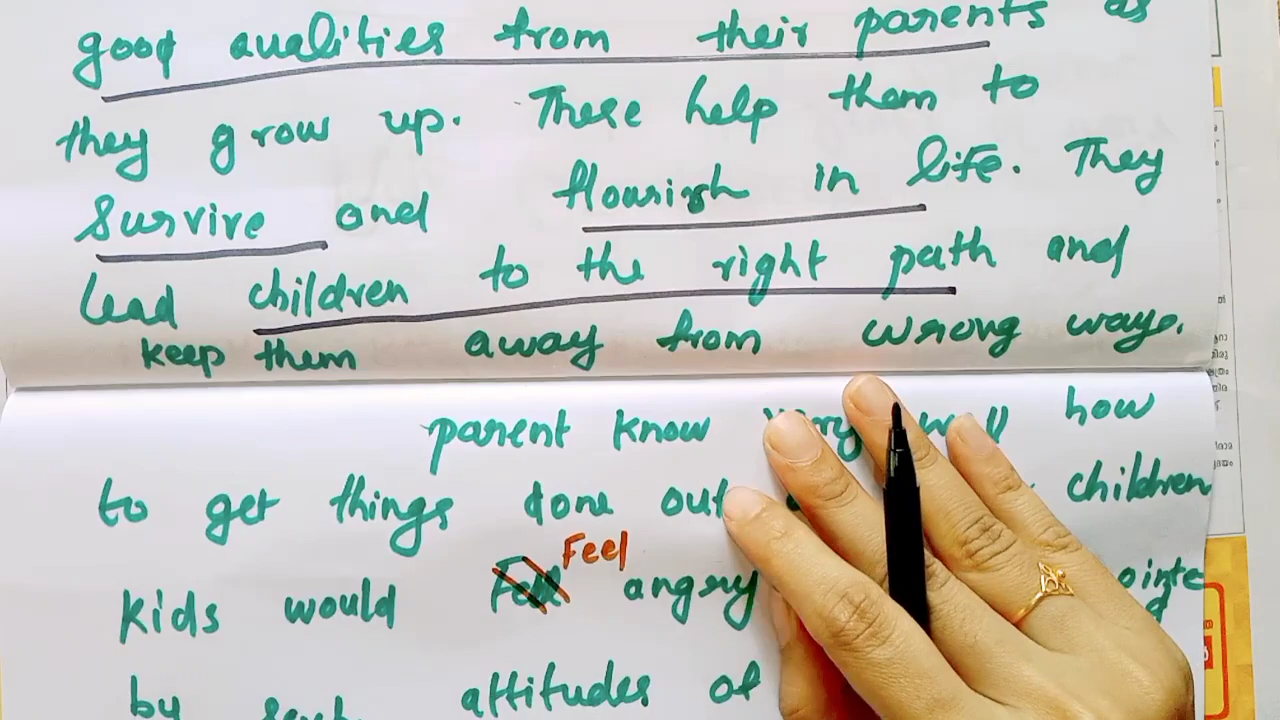 good qualities from their parents as
they grow up. These help them to
survive and flourish in life. They
lead children to the right path and
keep them away from wrong ways.
parent know very well how
to get things done out children
kids would Feel angry
by attitudes of